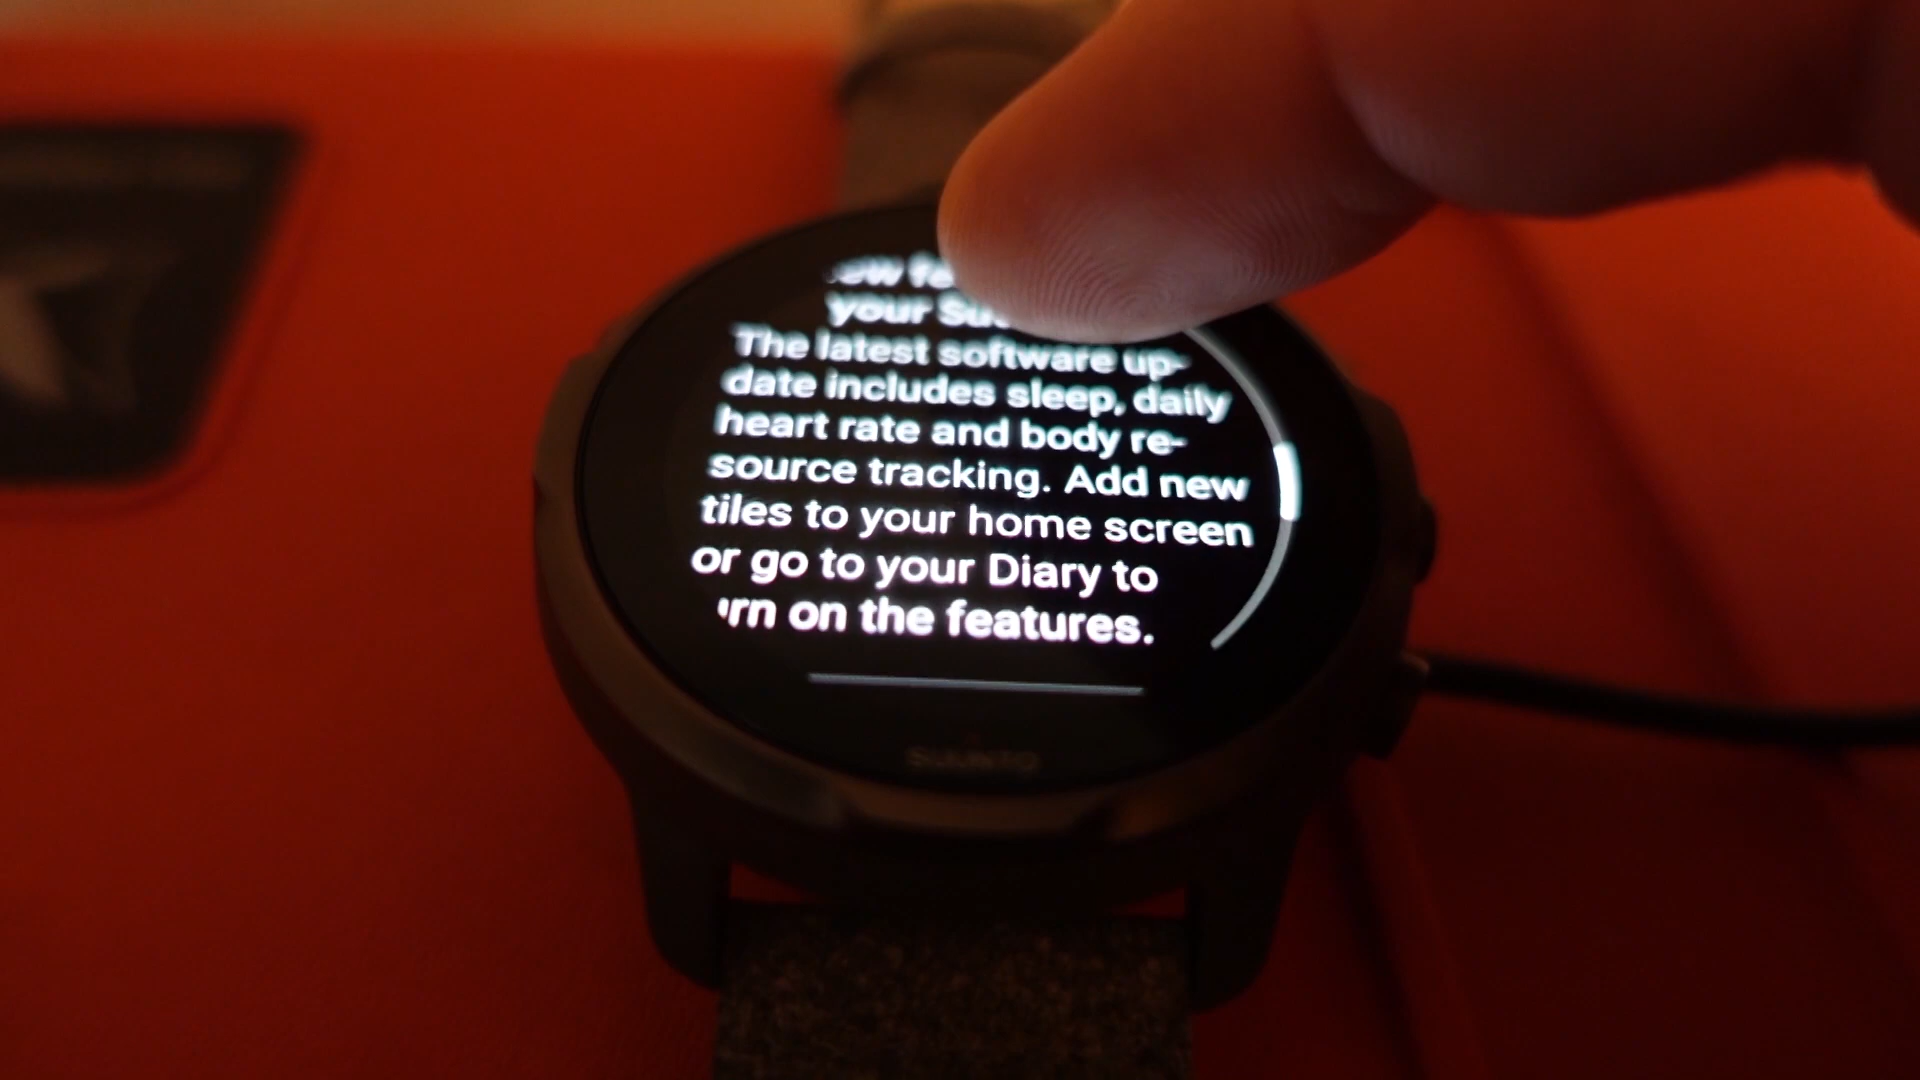 your
The latest software up-
date includes sleep, daily
heart rate and body re-
source tracking. Add new
tiles to your home screen
or go to your Diary to
on the features.
SUUNTO